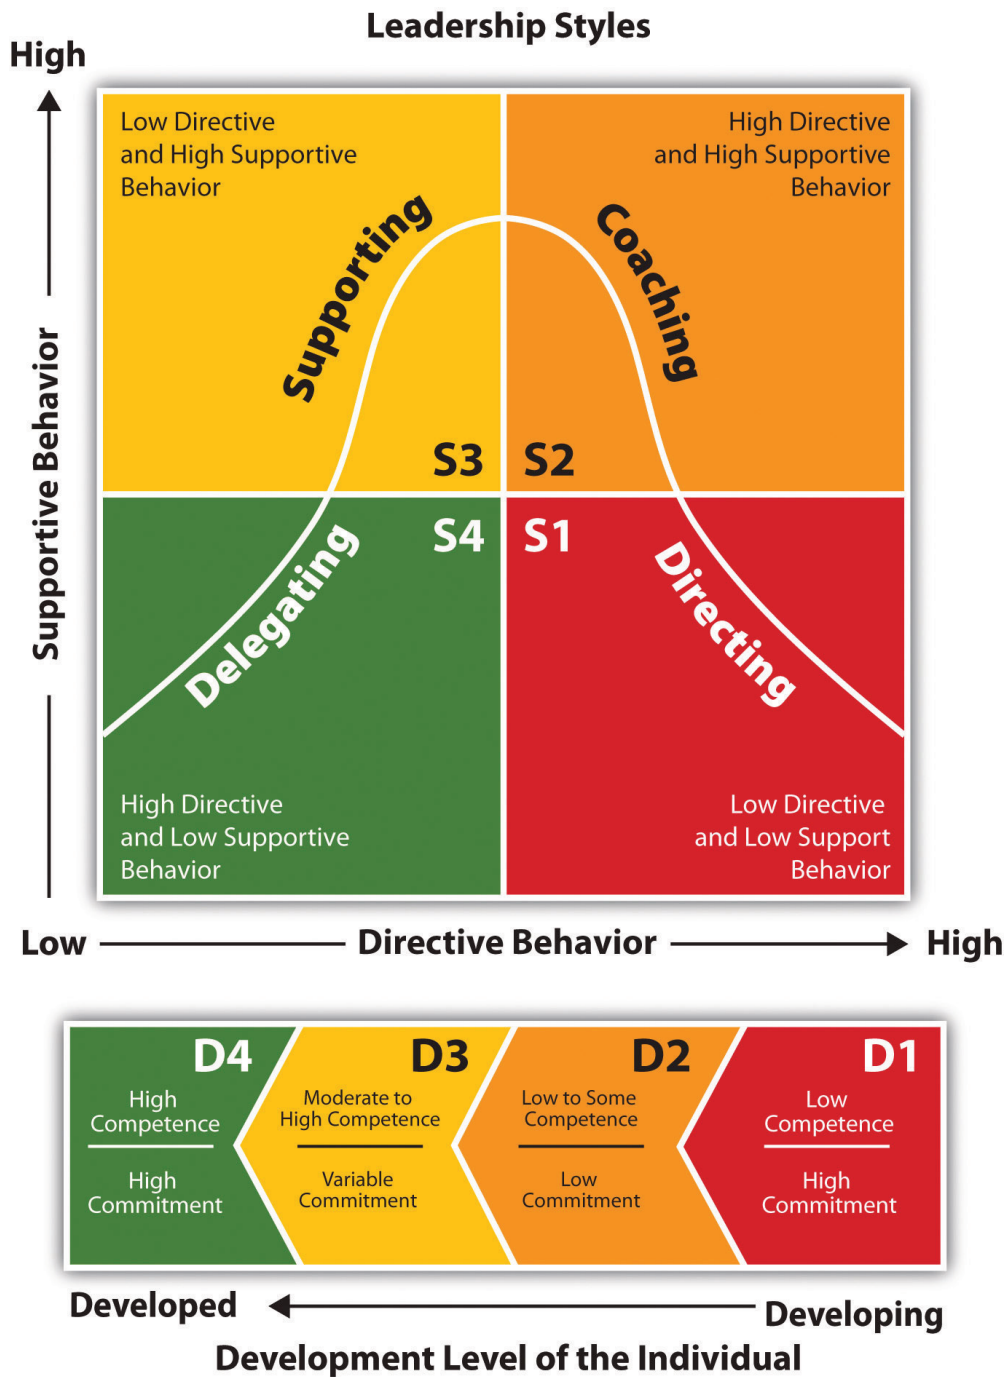 Leadership Styles
High
Low Directive
and High Supportive
Behavior
High Directive
and High Supportive
Behavior
Supporting
Coaching
S3
S2
Supportive Behavior
S4
S1
Delegating
Directing
High Directive
and Low Supportive
Behavior
Low Directive
and Low Support
Behavior
Low
Directive Behavior
High
D4
High
Competence
High
Commitment
D3
Moderate to
High Competence
Variable
Commitment
D2
Low to Some
Competence
Low
Commitment
D1
Low
Competence
High
Commitment
Developed
Developing
Development Level of the Individual